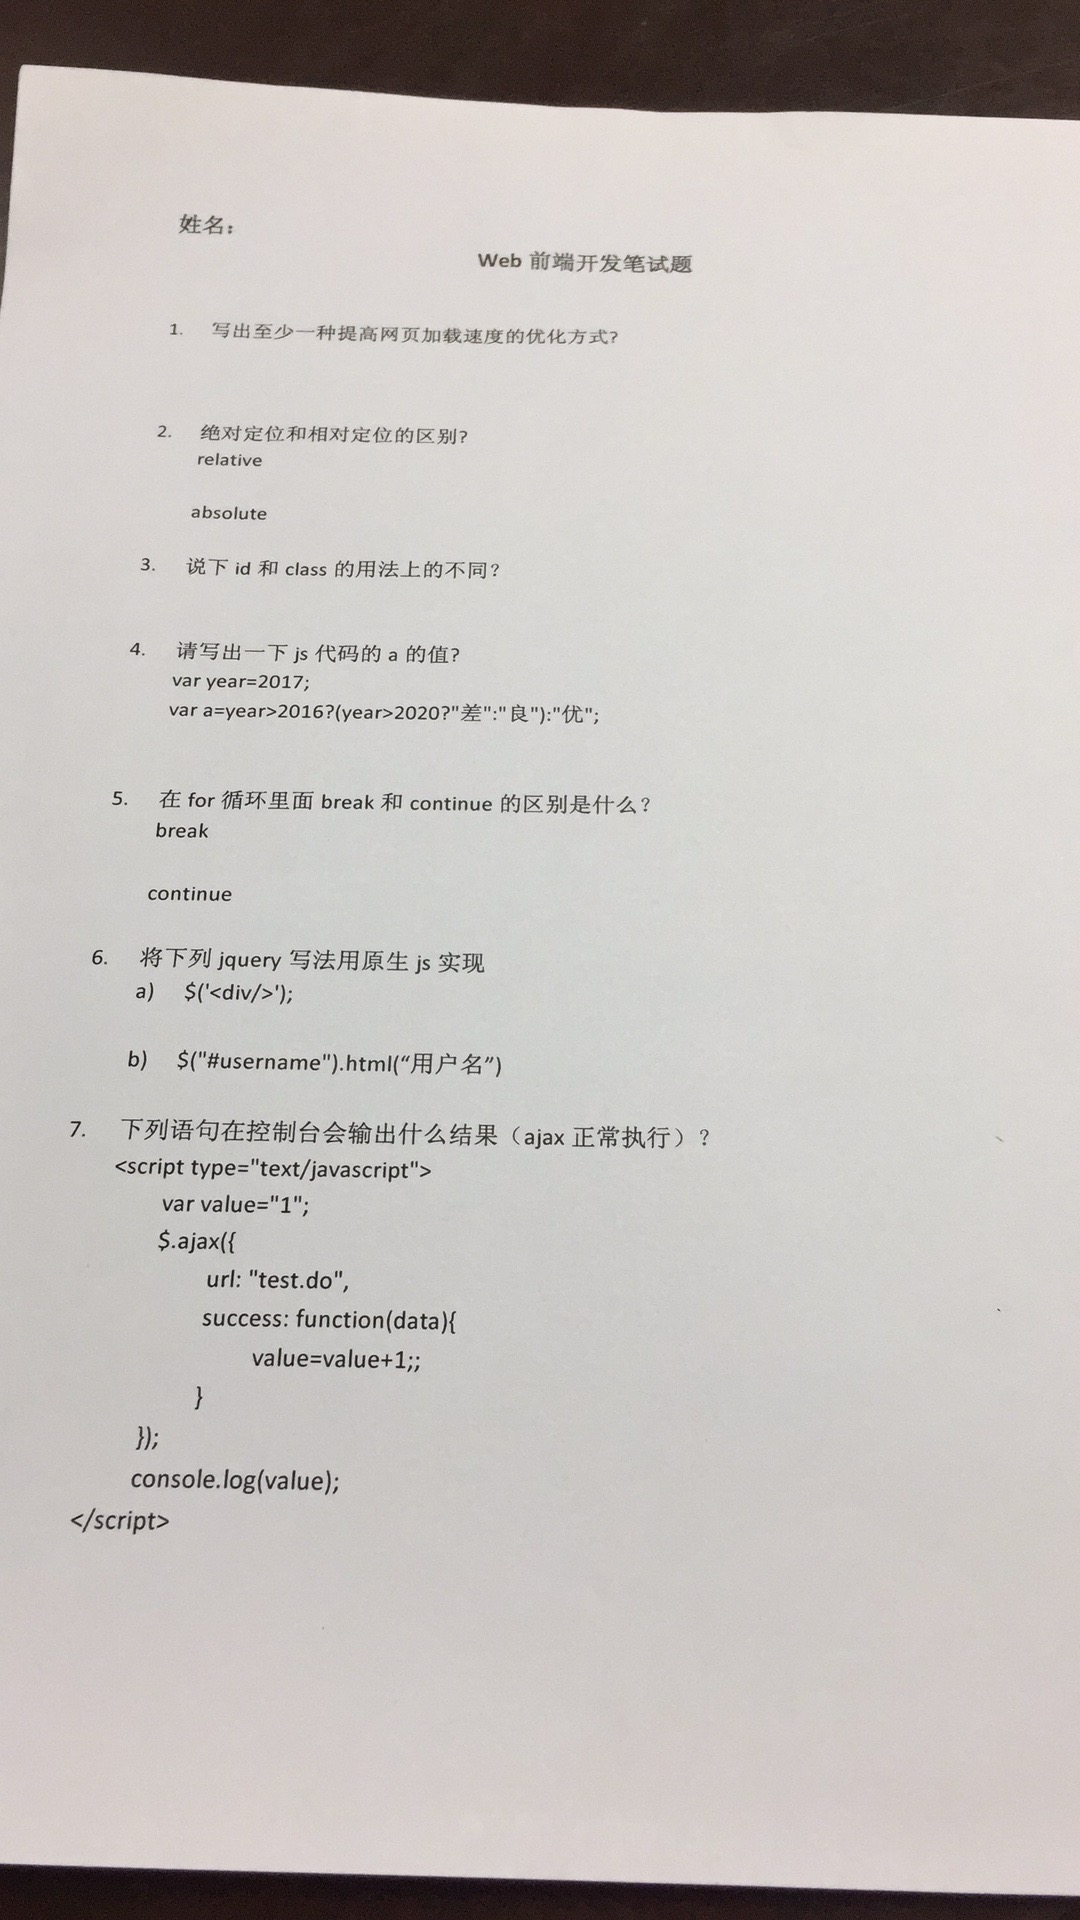 姓名：
Web 前端开发笔试题
1. 写出至少一种提高网页加载速度的优化方式?
2. 绝对定位和相对定位的区别?
relative
absolute
3. 说下 id 和 class 的用法上的不同？
4. 请写出一下 js 代码的 a 的值?
var year=2017;
var a=year>2016?(year>2020?"差":"良"):"优";
5. 在 for 循环里面 break 和 continue 的区别是什么？
break
continue
6. 将下列 jquery 写法用原生 js 实现
a) $('<div/>');
b) $("#username").html(“用户名”)
7. 下列语句在控制台会输出什么结果（ajax 正常执行）？
<script type="text/javascript">
var value="1";
$.ajax({
url: "test.do",
success: function(data){
value=value+1;;
}
});
console.log(value);
</script>